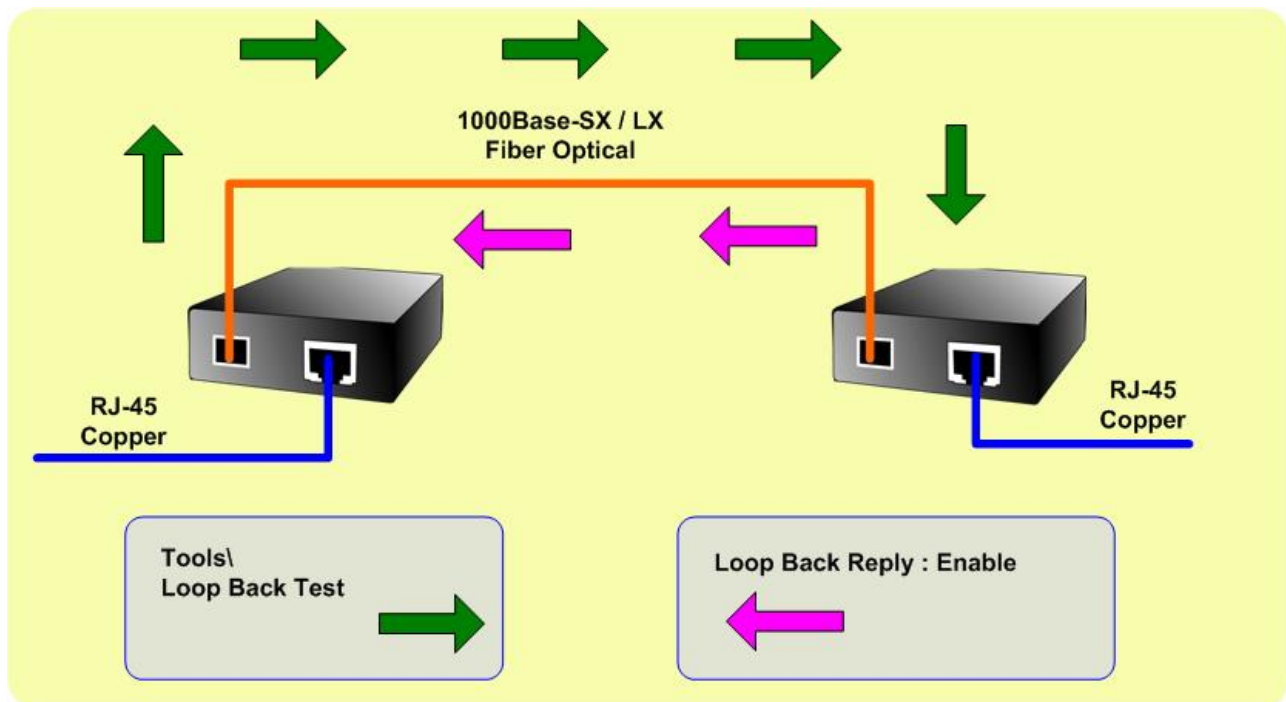 1000Base-SX / LX
Fiber Optical
RJ-45
Copper
RJ-45
Copper
Tools\
Loop Back Test
Loop Back Reply : Enable